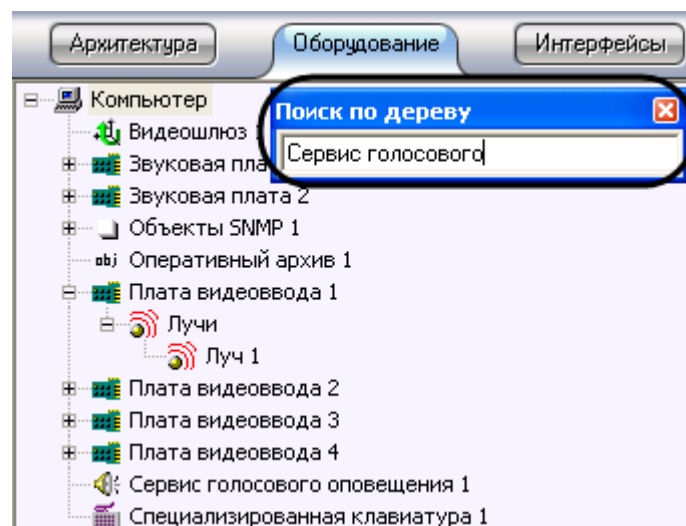 Архитектура Оборудование Интерфейсы
Компьютер
Поиск по дереву
Видеошлюз 1
Сервис голосового
Звуковая пла
Звуковая плата 2
Объекты SNMP 1
obj Оперативный архив 1
Плата видеоввода 1
Лучи
Луч 1
Плата видеоввода 2
Плата видеоввода 3
Плата видеоввода 4
Сервис голосового оповещения 1
Специализированная клавиатура 1